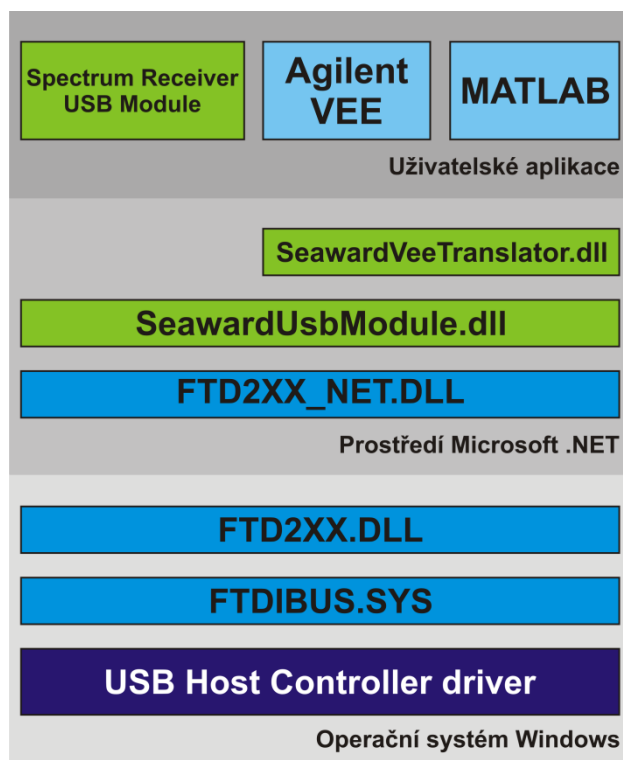 Spectrum Receiver
USB Module
Agilent
VEE
MATLAB
Uživatelské aplikace
SeawardVeeTranslator.dll
SeawardUsbModule.dll
FTD2XX_NET.DLL
Prostředí Microsoft .NET
FTD2XX.DLL
FTDIBUS.SYS
USB Host Controller driver
Operační systém Windows